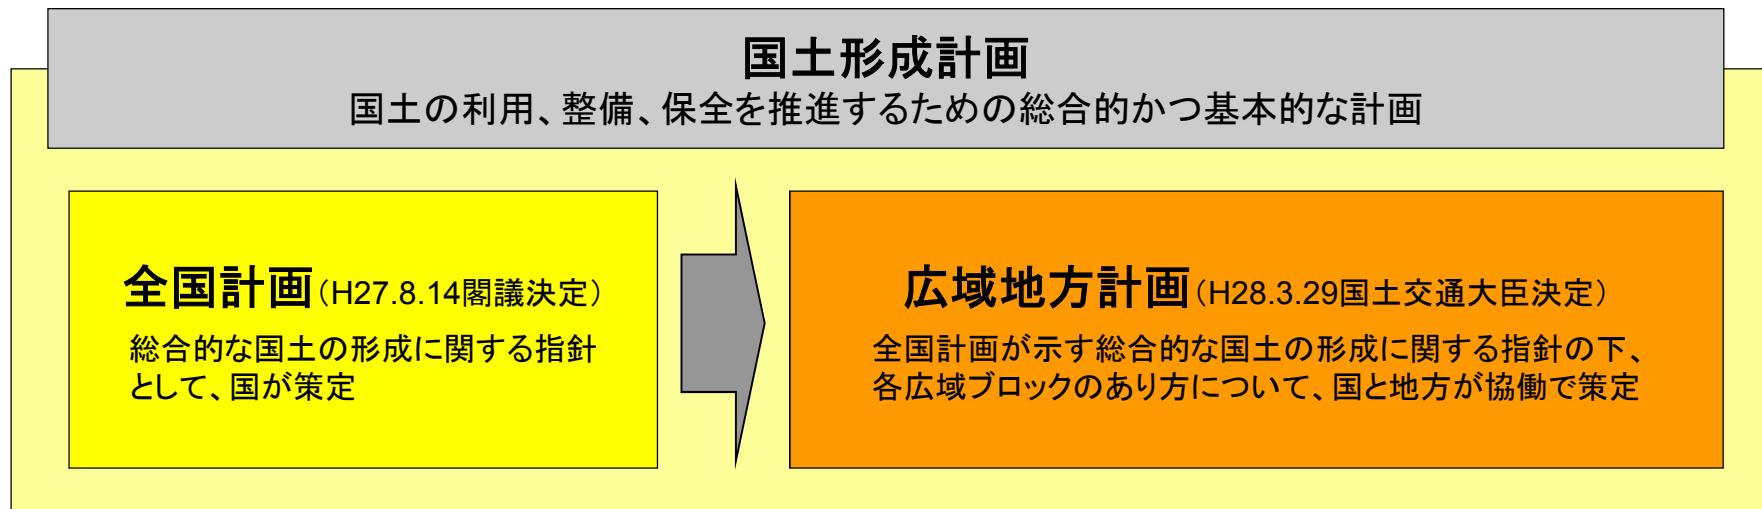 国土形成計画
国土の利用、整備、保全を推進するための総合的かつ基本的な計画
全国計画（H27.8.14閣議決定）
総合的な国土の形成に関する指針
として、国が策定
広域地方計画（H28.3.29国土交通大臣決定）
全国計画が示す総合的な国土の形成に関する指針の下、
各広域ブロックのあり方について、国と地方が協働で策定